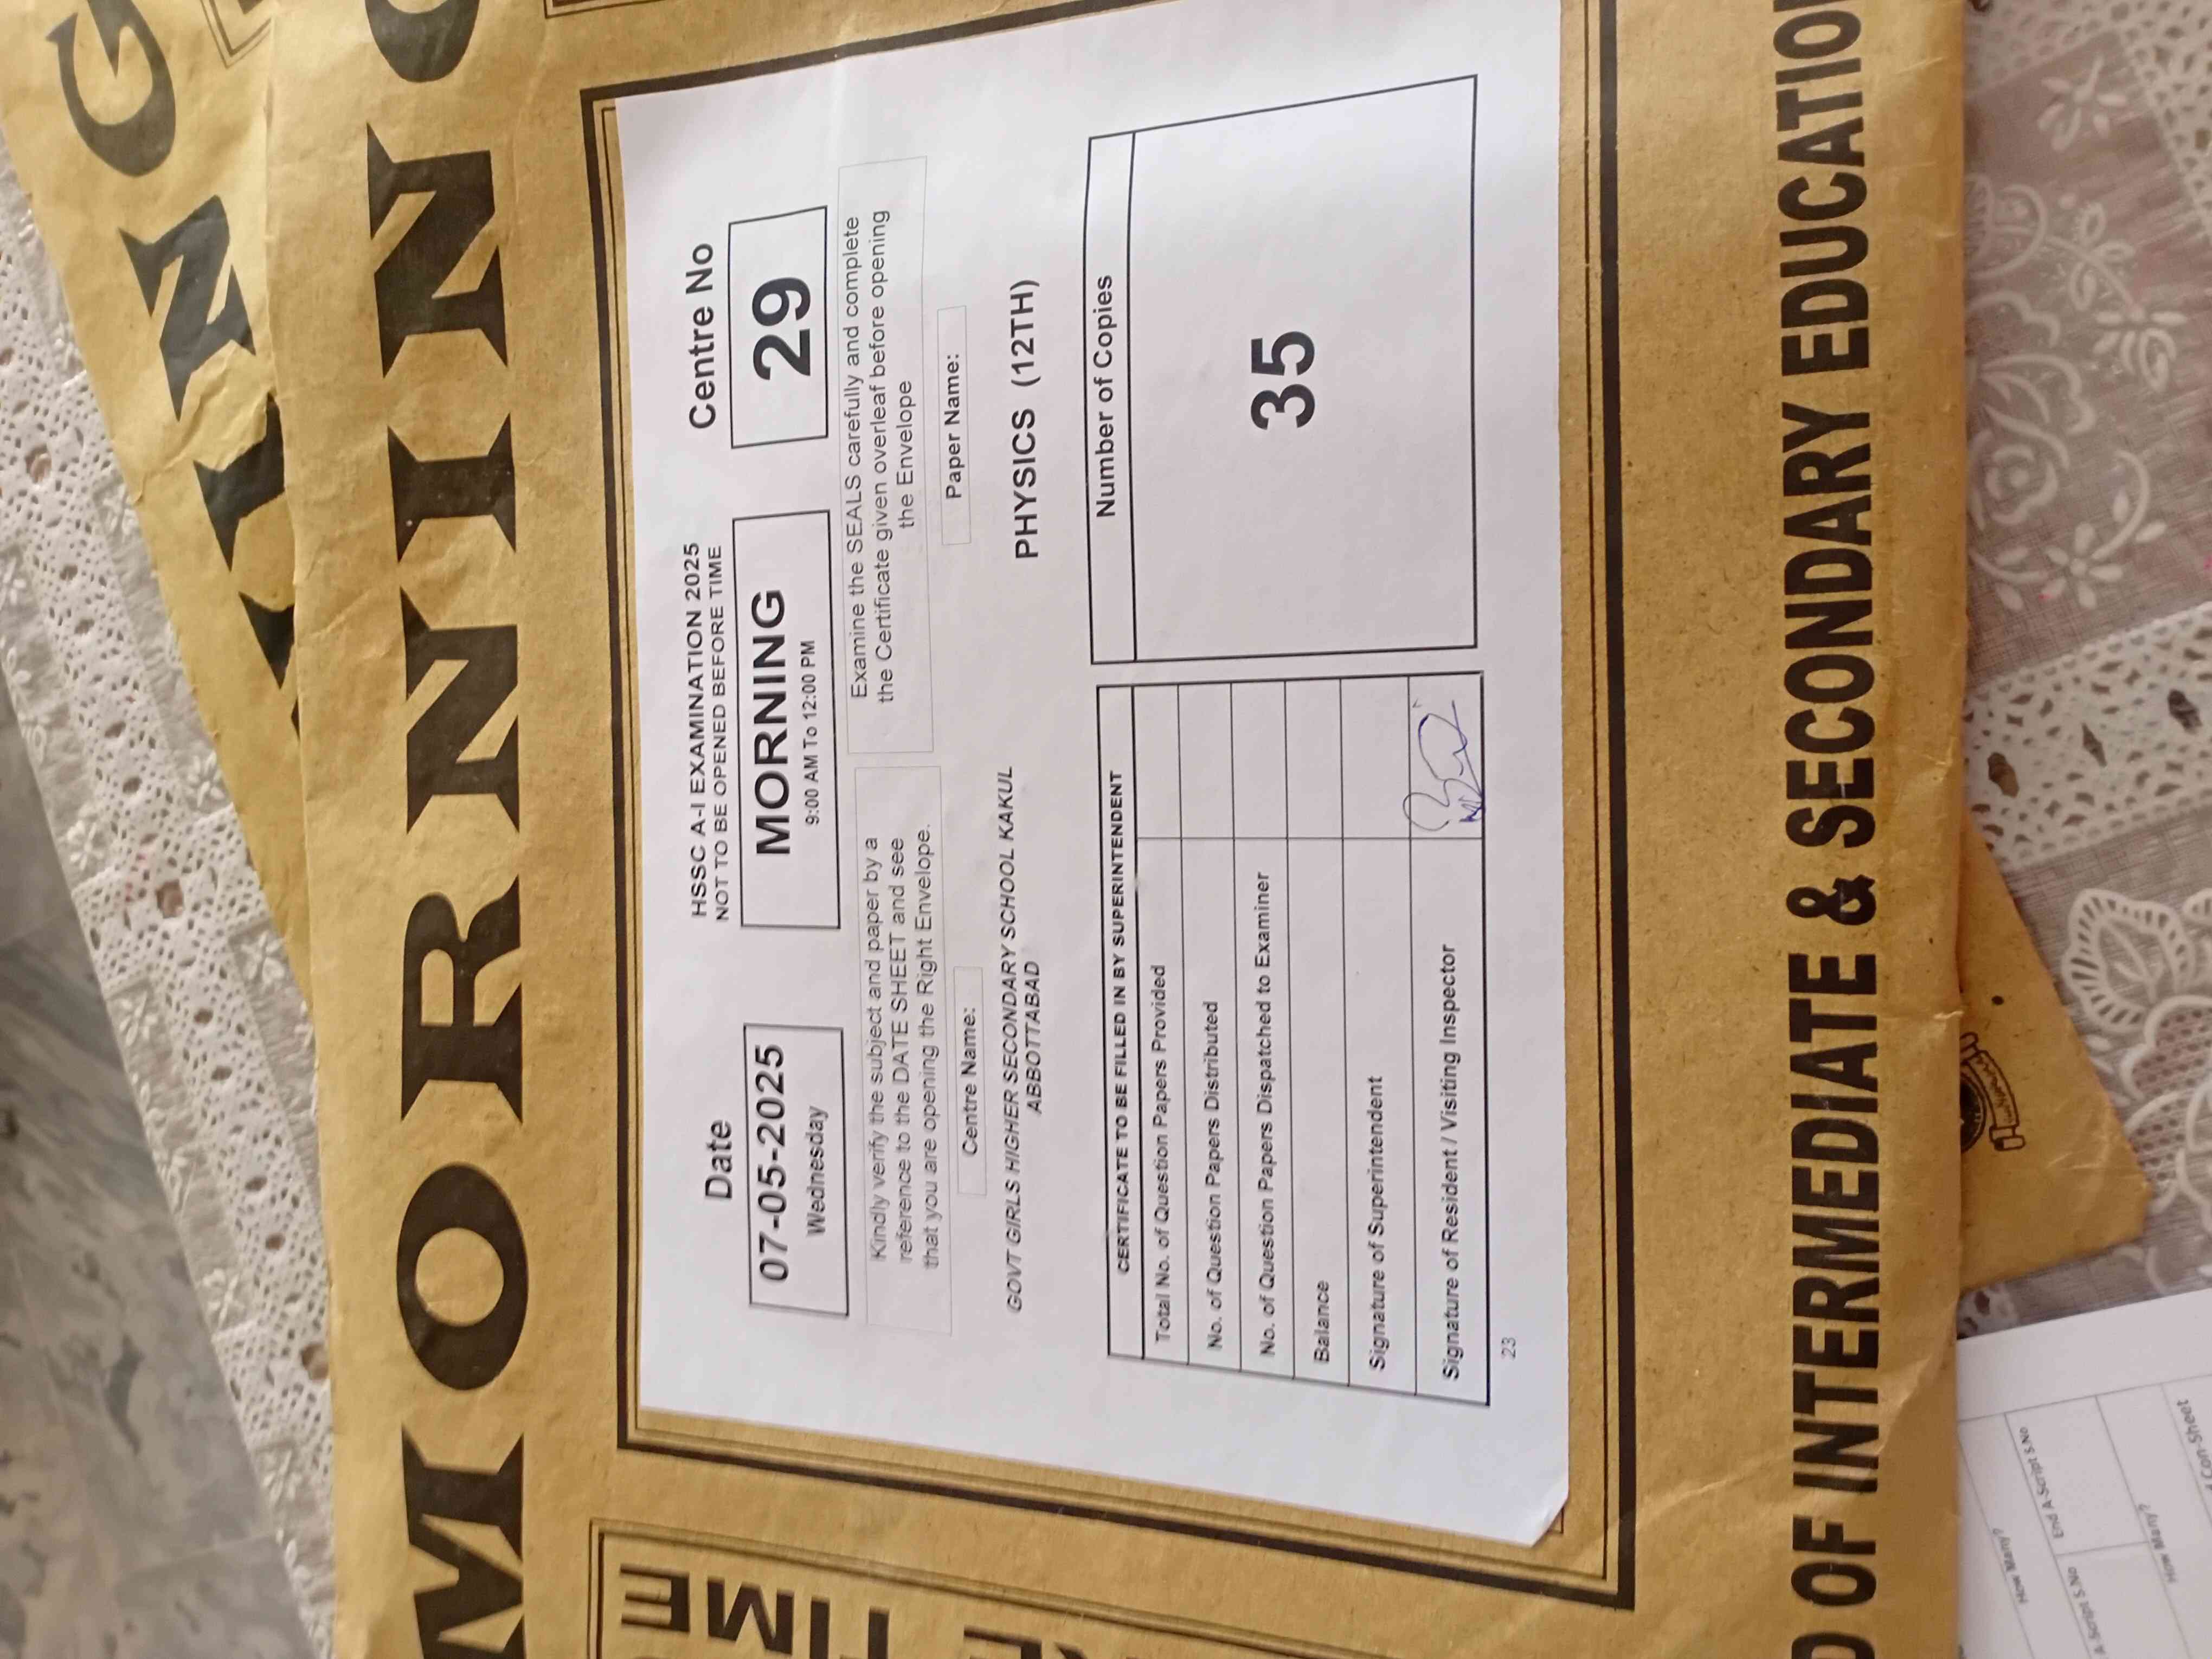 MORNING
HSSC A-I EXAMINATION 2025
NOT TO BE OPENED BEFORE TIME
Date
Centre No
07-05-2025
Wednesday
MORNING
9:00 AM To 12:00 PM
29
Kindly verify the subject and paper by a
reference to the DATE SHEET and see
that you are opening the Right Envelope.
Examine the SEALS carefully and complete
the Certificate given overleaf before opening
the Envelope
Centre Name:
Paper Name:
GOVT GIRLS HIGHER SECONDARY SCHOOL KAKUL
ABBOTTABAD
PHYSICS (12TH)
CERTIFICATE TO BE FILLED IN BY SUPERINTENDENT
Total No. of Question Papers Provided
No. of Question Papers Distributed
No. of Question Papers Dispatched to Examiner
Balance
Signature of Superintendent
Signature of Resident / Visiting Inspector
Number of Copies
35
23
OF INTERMEDIATE & SECONDARY EDUCATION
How Many?
A.Script S.No
End A.Script S.No
How Many?
Sheet